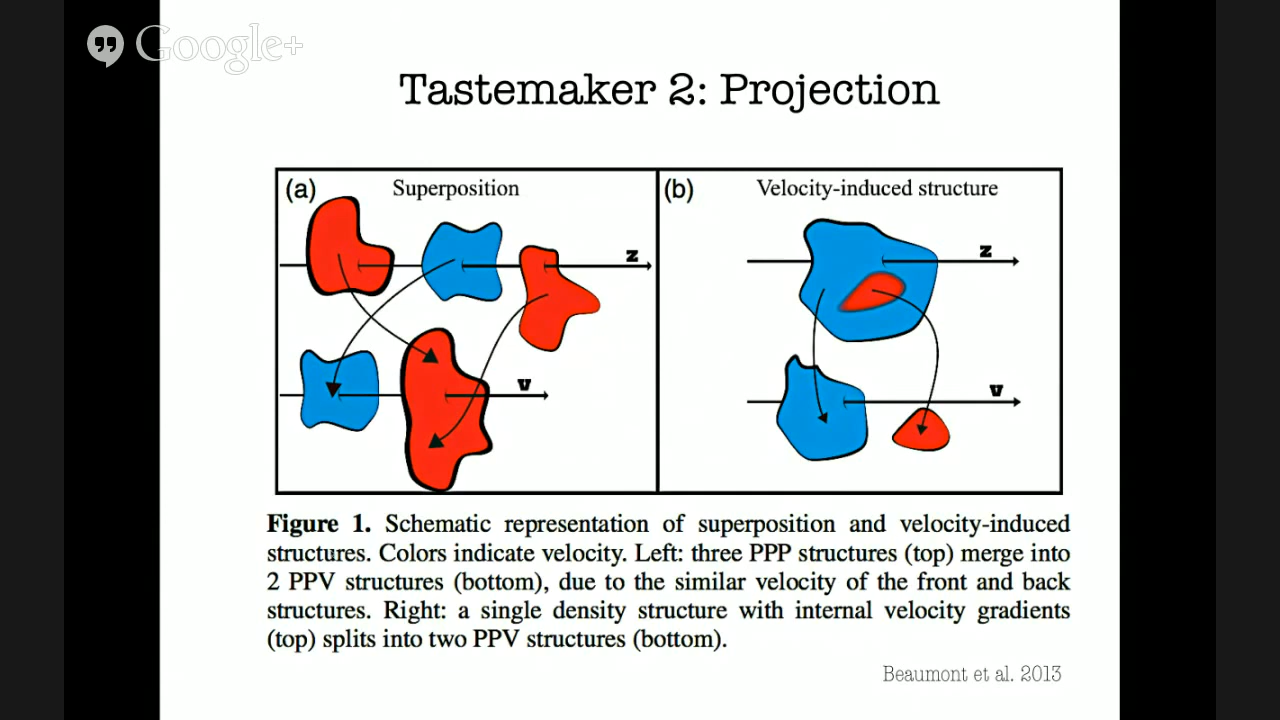 Google+
Tastemaker 2: Projection
(a) Superposition
(b) Velocity-induced structure
z
z
v
v
Figure 1. Schematic representation of superposition and velocity-induced
structures. Colors indicate velocity. Left: three PPP structures (top) merge into
2 PPV structures (bottom), due to the similar velocity of the front and back
structures. Right: a single density structure with internal velocity gradients
(top) splits into two PPV structures (bottom).
Beaumont et al. 2013